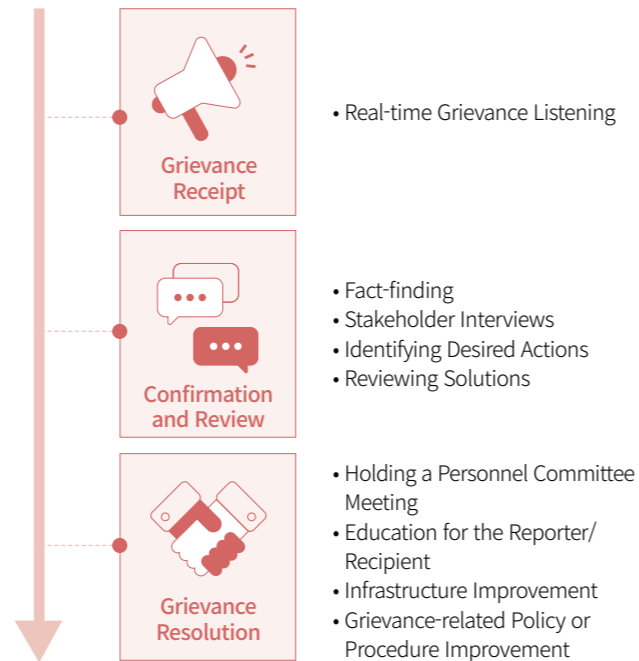 Grievance
Receipt
• Real-time Grievance Listening
Confirmation
and Review
• Fact-finding
• Stakeholder Interviews
• Identifying Desired Actions
• Reviewing Solutions
Grievance
Resolution
• Holding a Personnel Committee
Meeting
• Education for the Reporter/
Recipient
• Infrastructure Improvement
• Grievance-related Policy or
Procedure Improvement